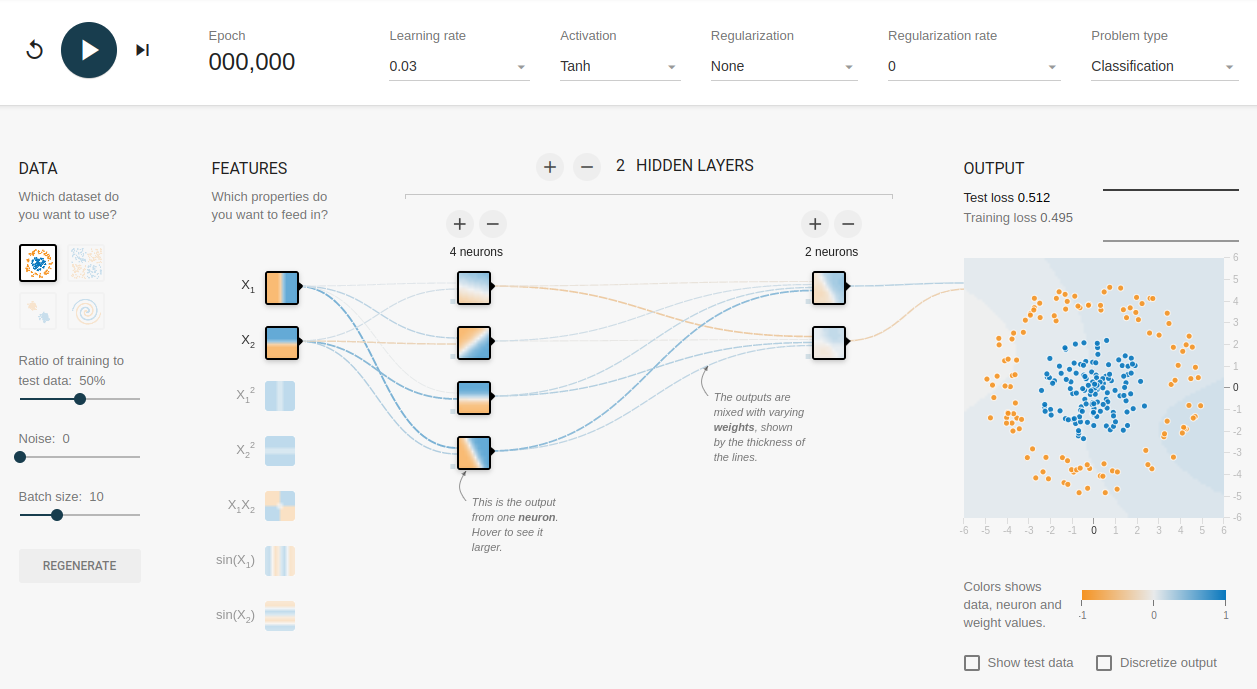 Epoch
000,000
Learning rate
0.03
Activation
Tanh
Regularization
None
Regularization rate
0
Problem type
Classification
DATA
Which dataset do
you want to use?
Ratio of training to
test data: 50%
Noise: 0
Batch size: 10
REGENERATE
FEATURES
Which properties do
you want to feed in?
X1
X2
X1²
X2²
X1X2
sin(X1)
sin(X2)
+ − 2 HIDDEN LAYERS
+ −
4 neurons
+ −
2 neurons
This is the output
from one neuron.
Hover to see it
larger.
The outputs are
mixed with varying
weights, shown
by the thickness of
the lines.
OUTPUT
Test loss 0.512
Training loss 0.495
6
5
4
3
2
1
0
-1
-2
-3
-4
-5
-6
-6 -5 -4 -3 -2 -1 0 1 2 3 4 5 6
Colors shows
data, neuron and
weight values.
-1 0 1
Show test data
Discretize output